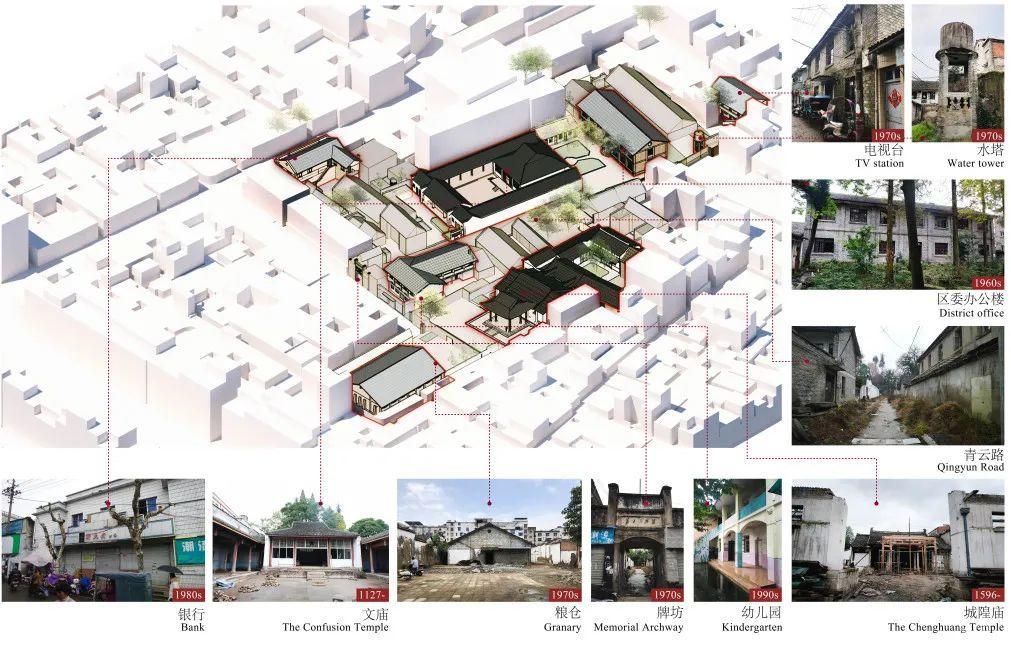 1970s
电视台
TV station
1970s
水塔
Water tower
1960s
区委办公楼
District office
青云路
Qingyun Road
1980s
银行
Bank
1127-
文庙
The Confusion Temple
1970s
粮仓
Granary
1970s
牌坊
Memorial Archway
1990s
幼儿园
Kindergarten
1596-
城隍庙
The Chenghuang Temple